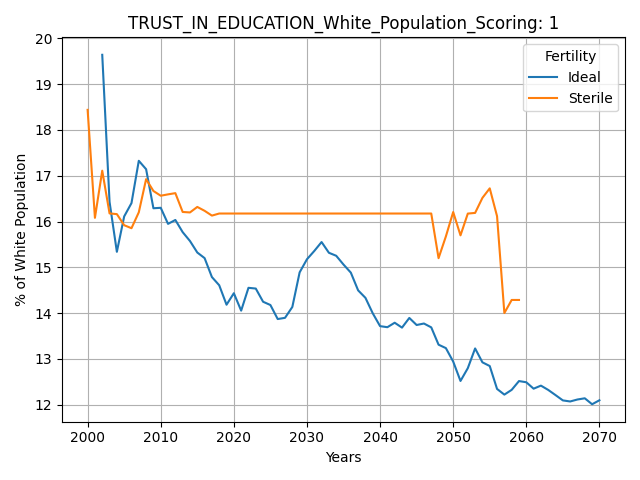 TRUST_IN_EDUCATION_White_Population_Scoring: 1
Fertility
Ideal
Sterile
% of White Population
20
19
18
17
16
15
14
13
12
2000
2010
2020
2030
2040
2050
2060
2070
Years